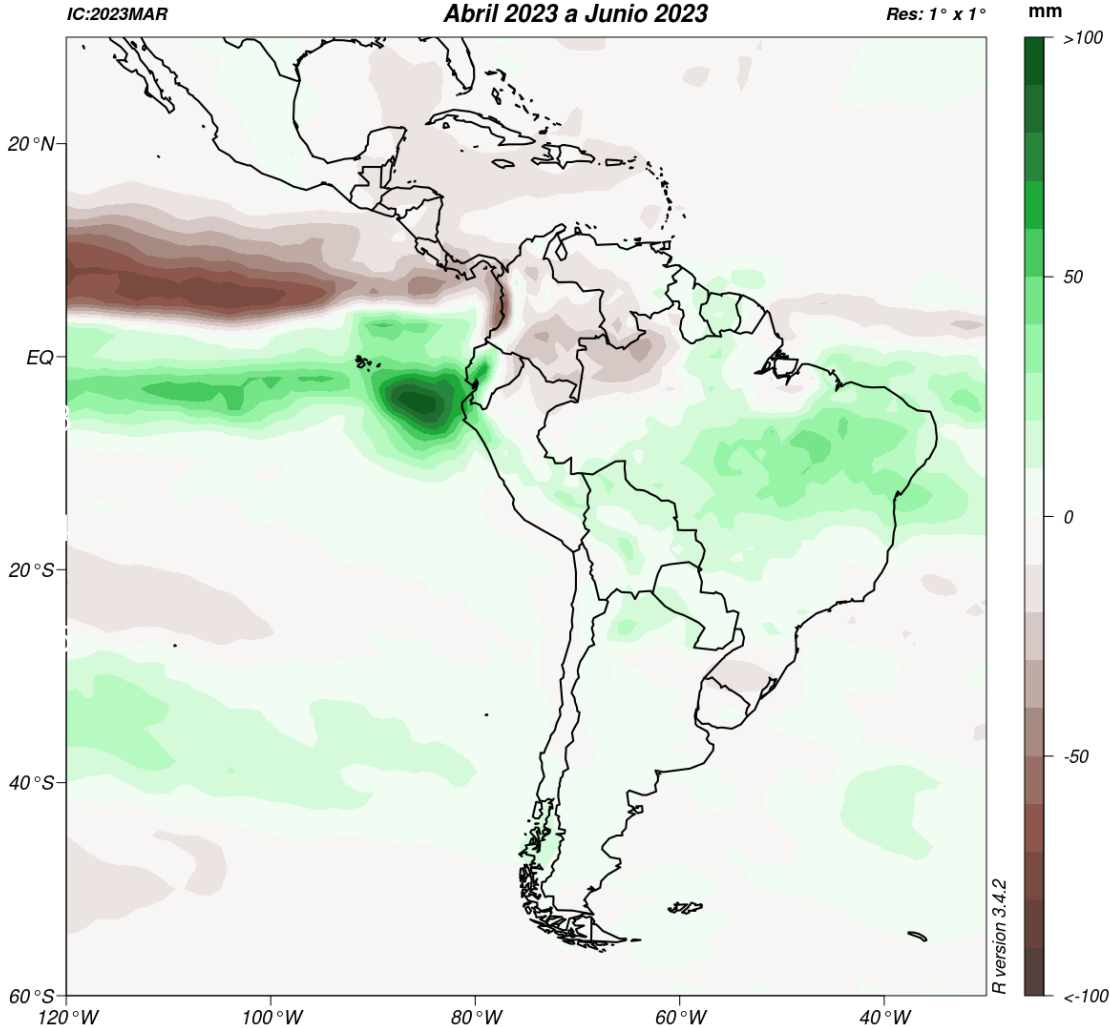 IC:2023MAR
Abril 2023 a Junio 2023
Res: 1° x 1°
mm
>100
50
0
-50
<-100
20°N
EQ
20°S
40°S
60°S
120°W
100°W
80°W
60°W
40°W
R version 3.4.2